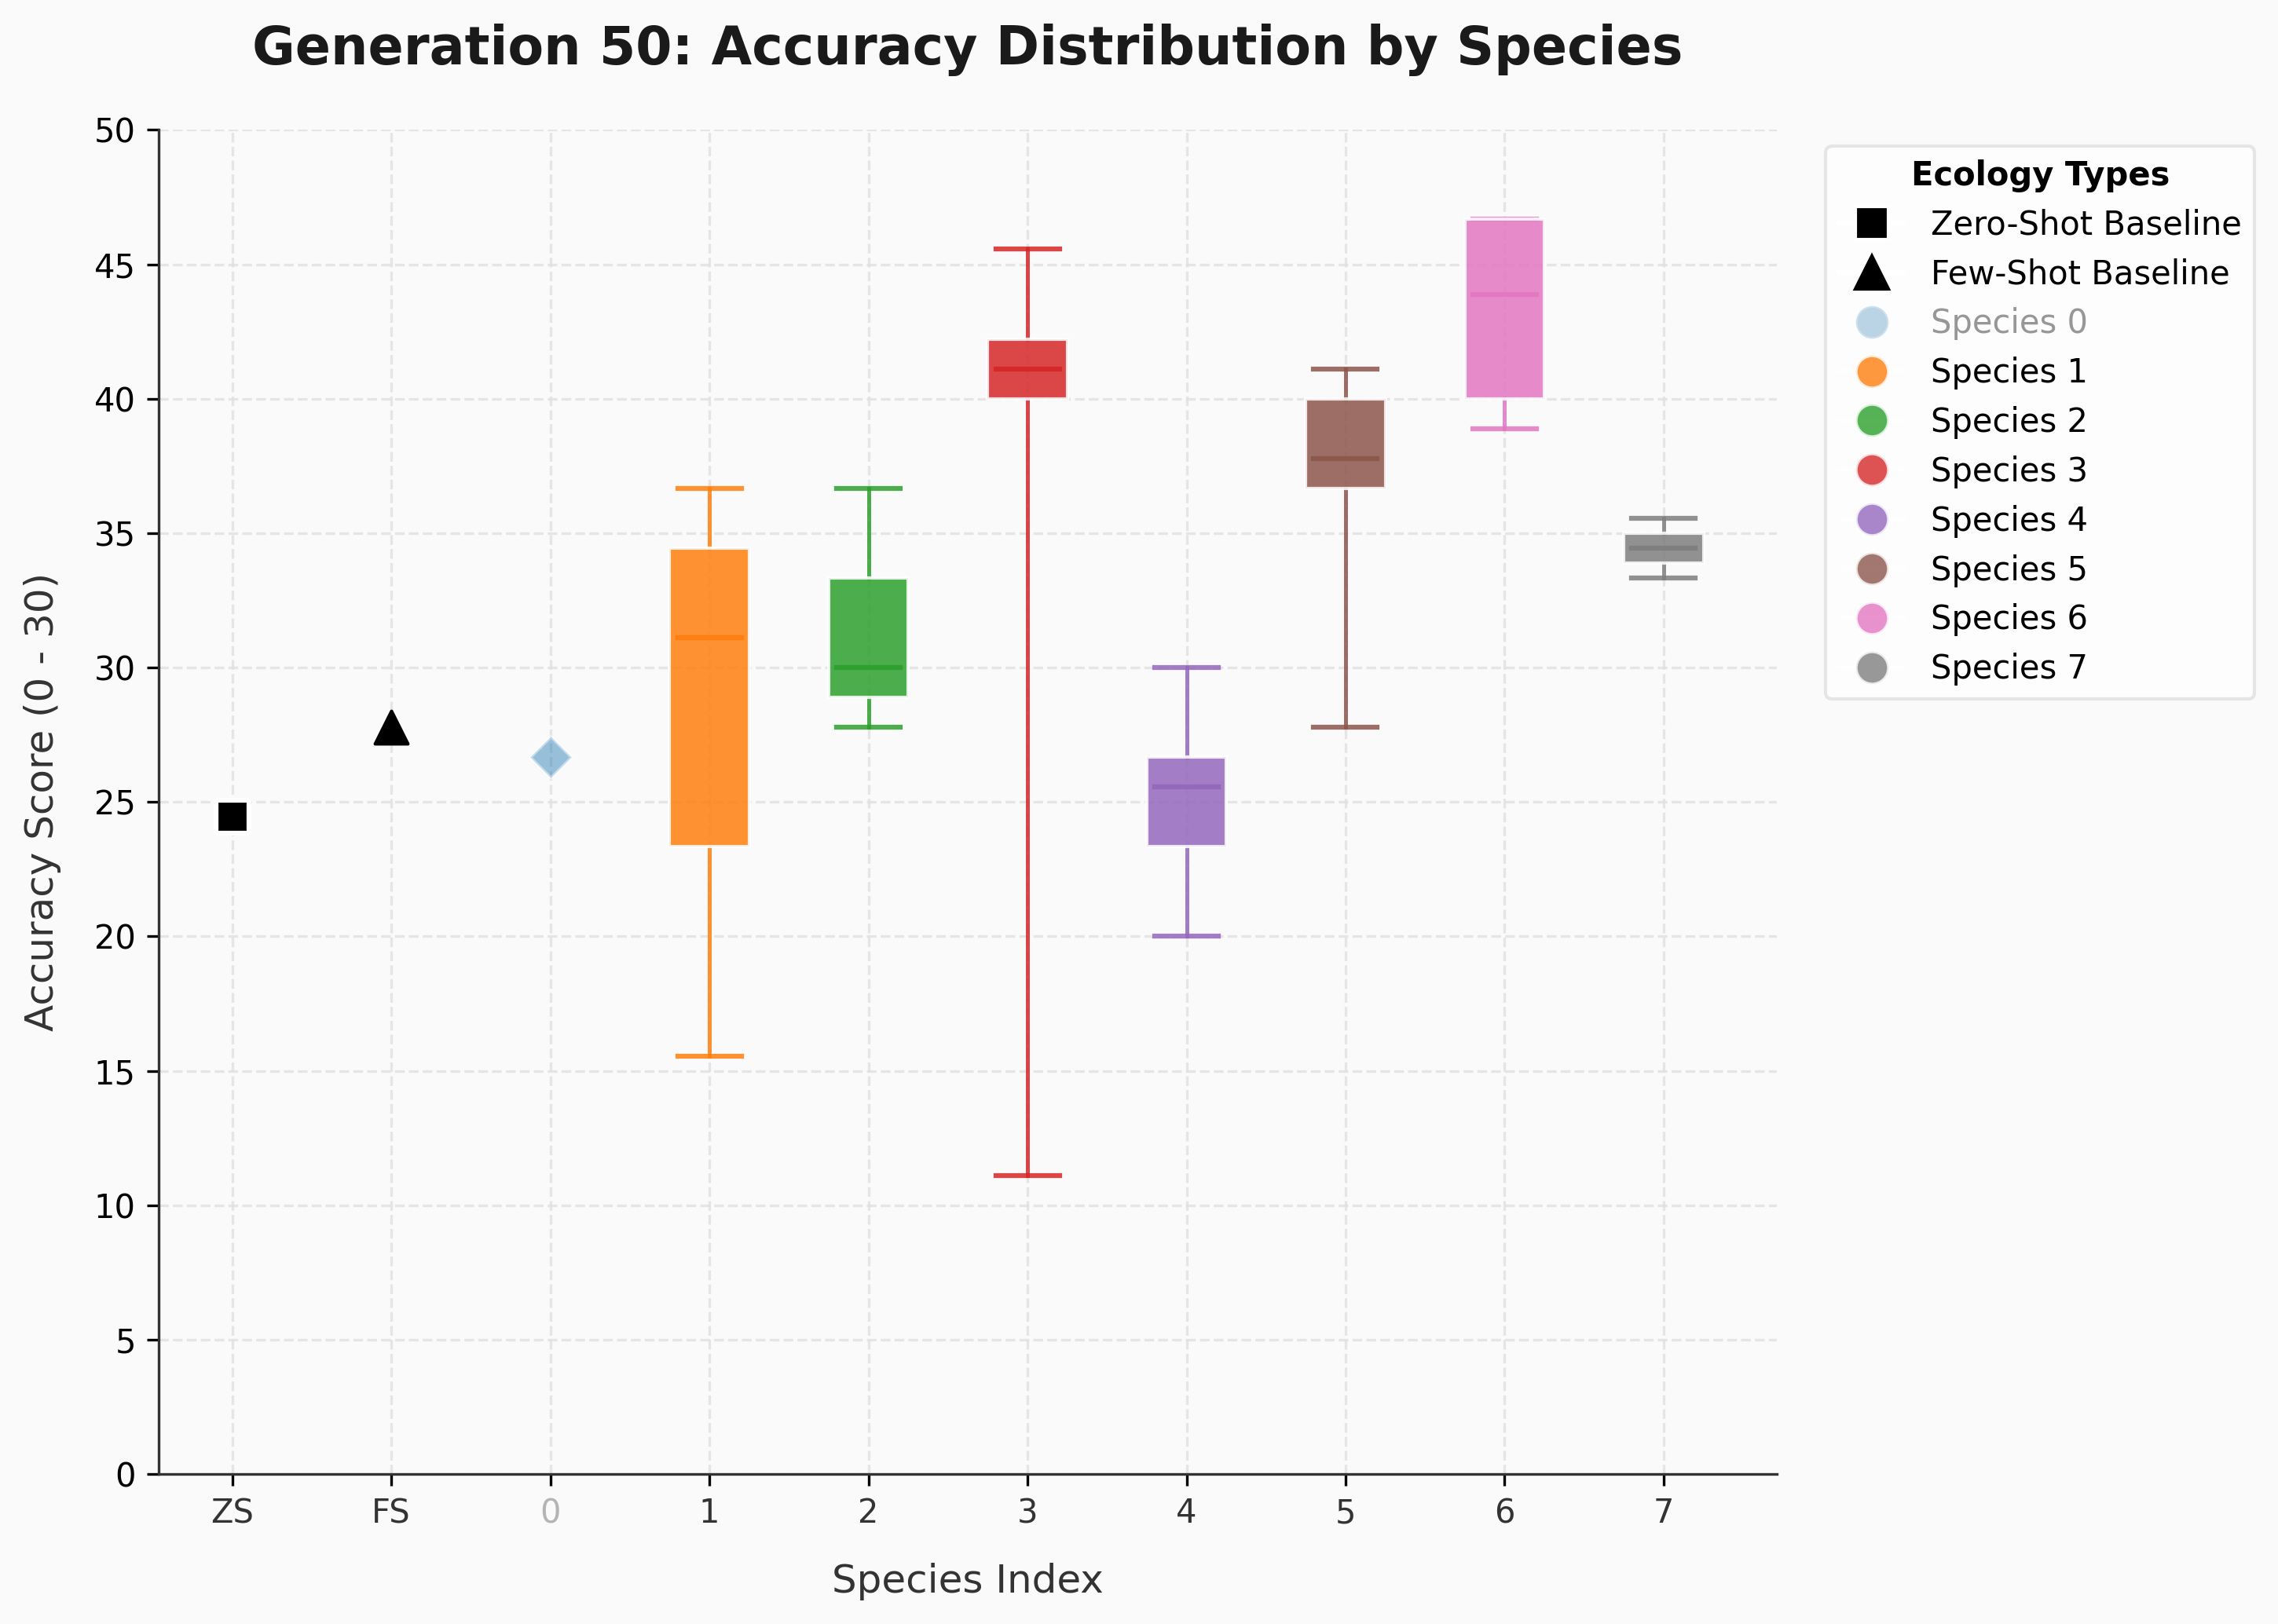 Generation 50: Accuracy Distribution by Species
Accuracy Score (0 - 30)
50
45
40
35
30
25
20
15
10
5
0
ZS FS 0 1 2 3 4 5 6 7
Species Index
Ecology Types
Zero-Shot Baseline
Few-Shot Baseline
Species 0
Species 1
Species 2
Species 3
Species 4
Species 5
Species 6
Species 7